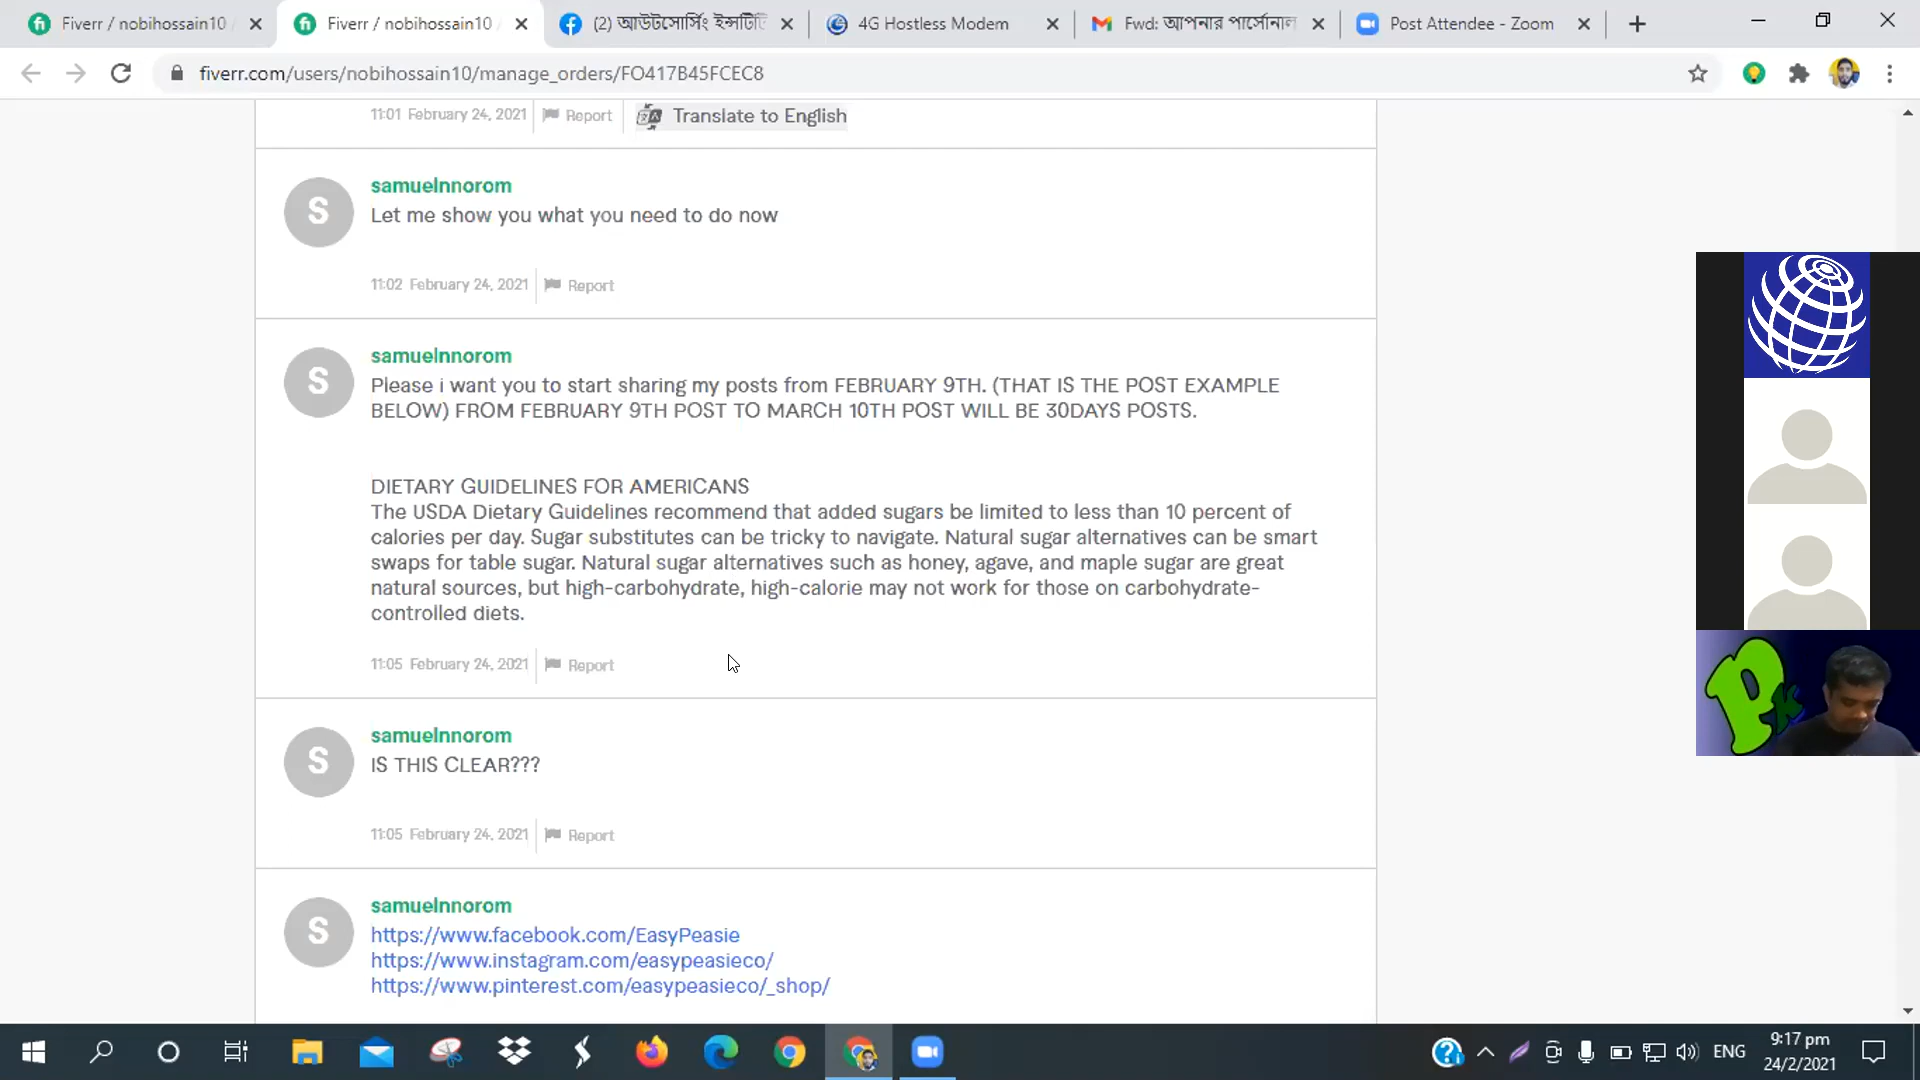 Fiverr / nobihossain10
Fiverr / nobihossain10
(2) আউটসোর্সিং ইন্সটিটি
4G Hostless Modem
Fwd: আপনার পার্সোনাল
Post Attendee - Zoom
fiverr.com/users/nobihossain10/manage_orders/FO417B45FCEC8
11:01 February 24, 2021
Report
Translate to English
samuelnnorom
S
Let me show you what you need to do now
11:02 February 24, 2021
Report
samuelnnorom
S
Please i want you to start sharing my posts from FEBRUARY 9TH. (THAT IS THE POST EXAMPLE
BELOW) FROM FEBRUARY 9TH POST TO MARCH 10TH POST WILL BE 30DAYS POSTS.
DIETARY GUIDELINES FOR AMERICANS
The USDA Dietary Guidelines recommend that added sugars be limited to less than 10 percent of
calories per day. Sugar substitutes can be tricky to navigate. Natural sugar alternatives can be smart
swaps for table sugar. Natural sugar alternatives such as honey, agave, and maple sugar are great
natural sources, but high-carbohydrate, high-calorie may not work for those on carbohydrate-
controlled diets.
11:05 February 24, 2021
Report
samuelnnorom
S
IS THIS CLEAR???
11:05 February 24, 2021
Report
samuelnnorom
S
https://www.facebook.com/EasyPeasie
https://www.instagram.com/easypeasieco/
https://www.pinterest.com/easypeasieco/_shop/
ENG
9:17 pm
24/2/2021